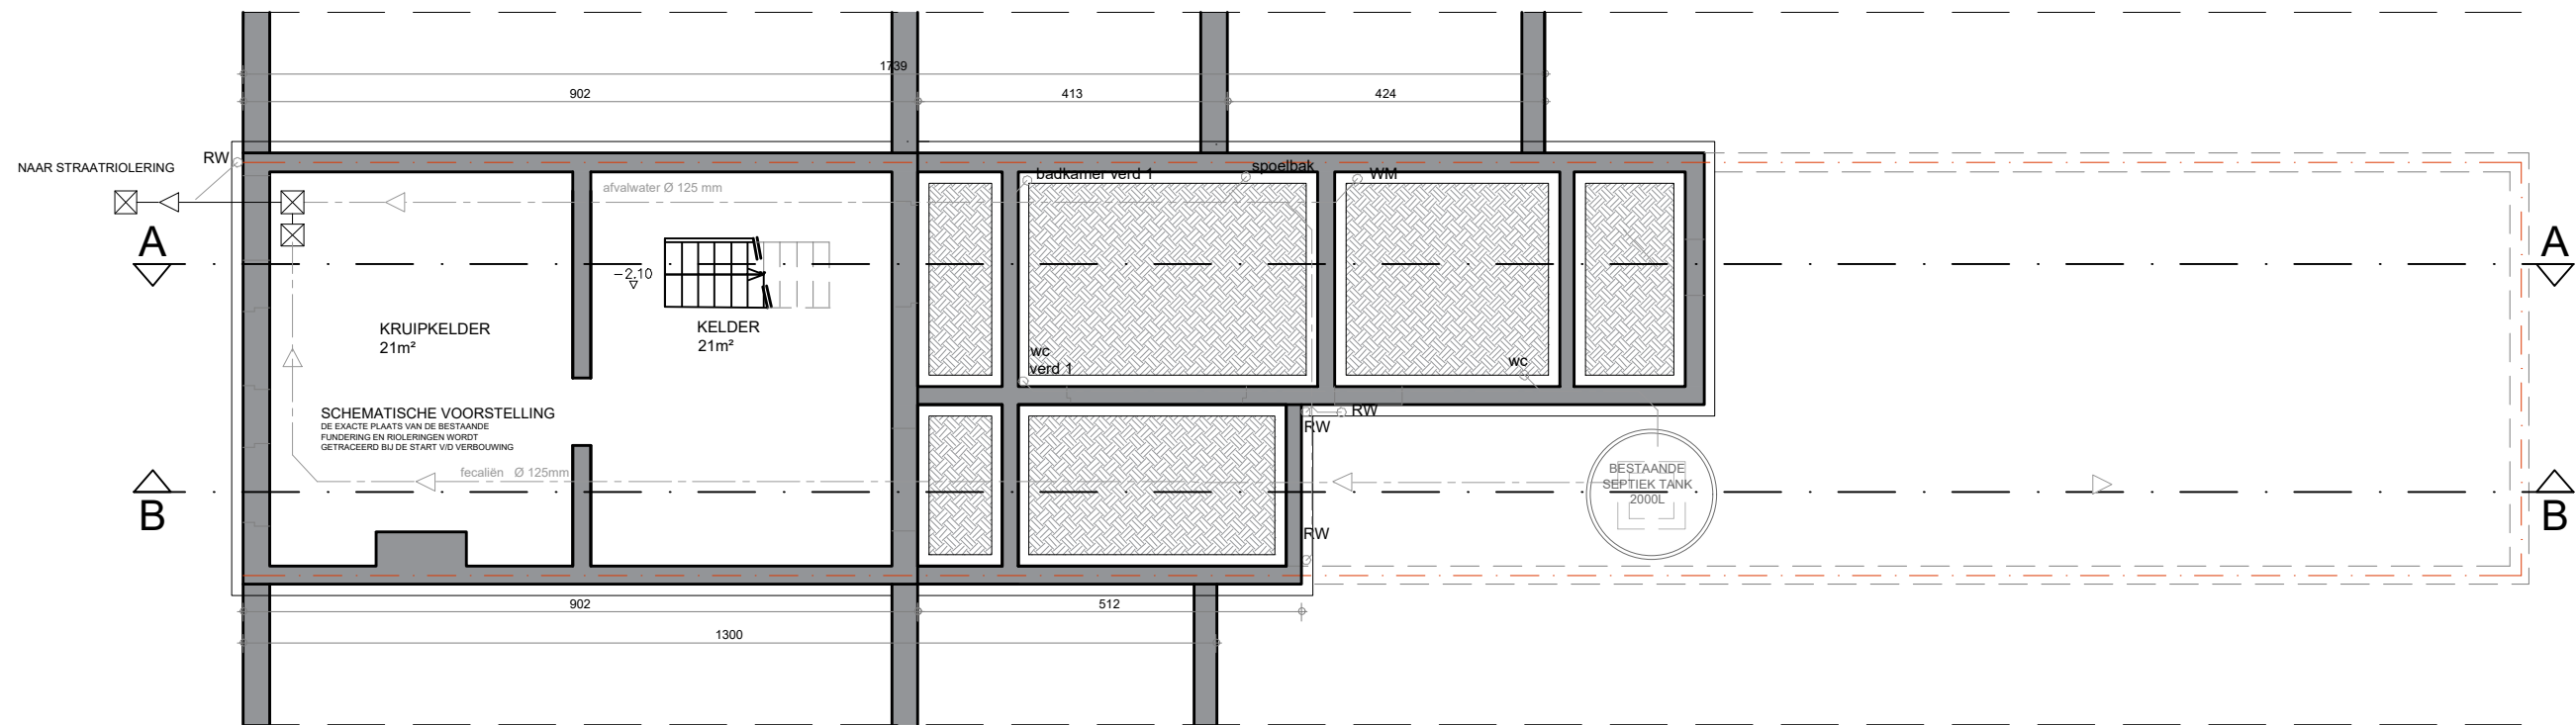 1739
902
413
424
NAAR STRAATRIOLERING
RW
badkamer verd 1
spoelbak
WM
afvalwater Ø 125 mm
A
A
-2.10
KRUIPKELDER
21m²
KELDER
21m²
wc
verd 1
wc
SCHEMATISCHE VOORSTELLING
DE EXACTE PLAATS VAN DE BESTAANDE
FUNDERING EN RIOLERINGEN WORDT
GETRACEERD BIJ DE START V/D VERBOUWING
RW
RW
fecaliën Ø 125mm
BESTAANDE
SEPTIEK TANK
2000L
B
B
RW
902
512
1300